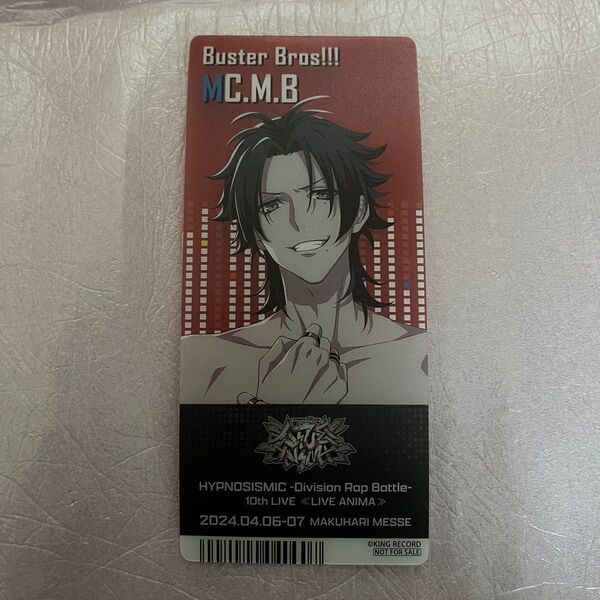 Buster Bros!!!
MC.M.B
HYPNOSISMIC -Division Rap Battle-
10th LIVE ≪LIVE ANIMA≫
2024.04.06-07 MAKUHARI MESSE
©KING RECORD
NOT FOR SALE